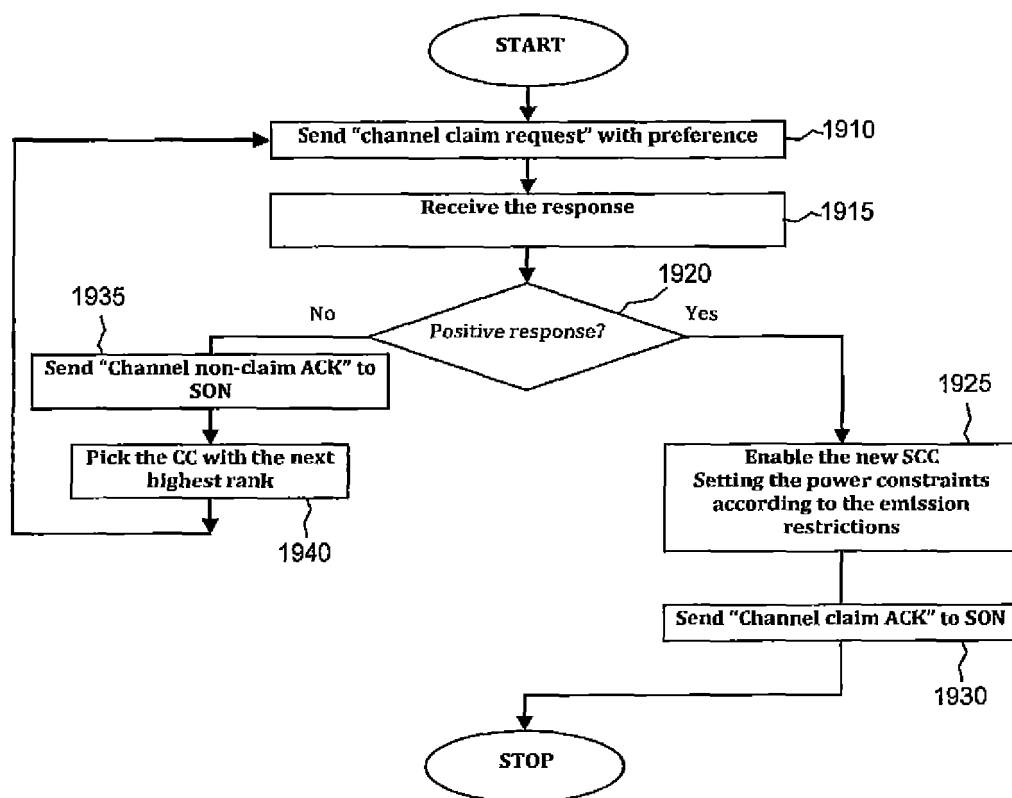 START
Send "channel claim request" with preference
1910
Receive the response
1915
1920
Positive response?
No
Yes
1935
Send "Channel non-claim ACK" to
SON
Pick the CC with the next
highest rank
1940
1925
Enable the new SCC
Setting the power constraints
according to the emission
restrictions
Send "Channel claim ACK" to SON
1930
STOP